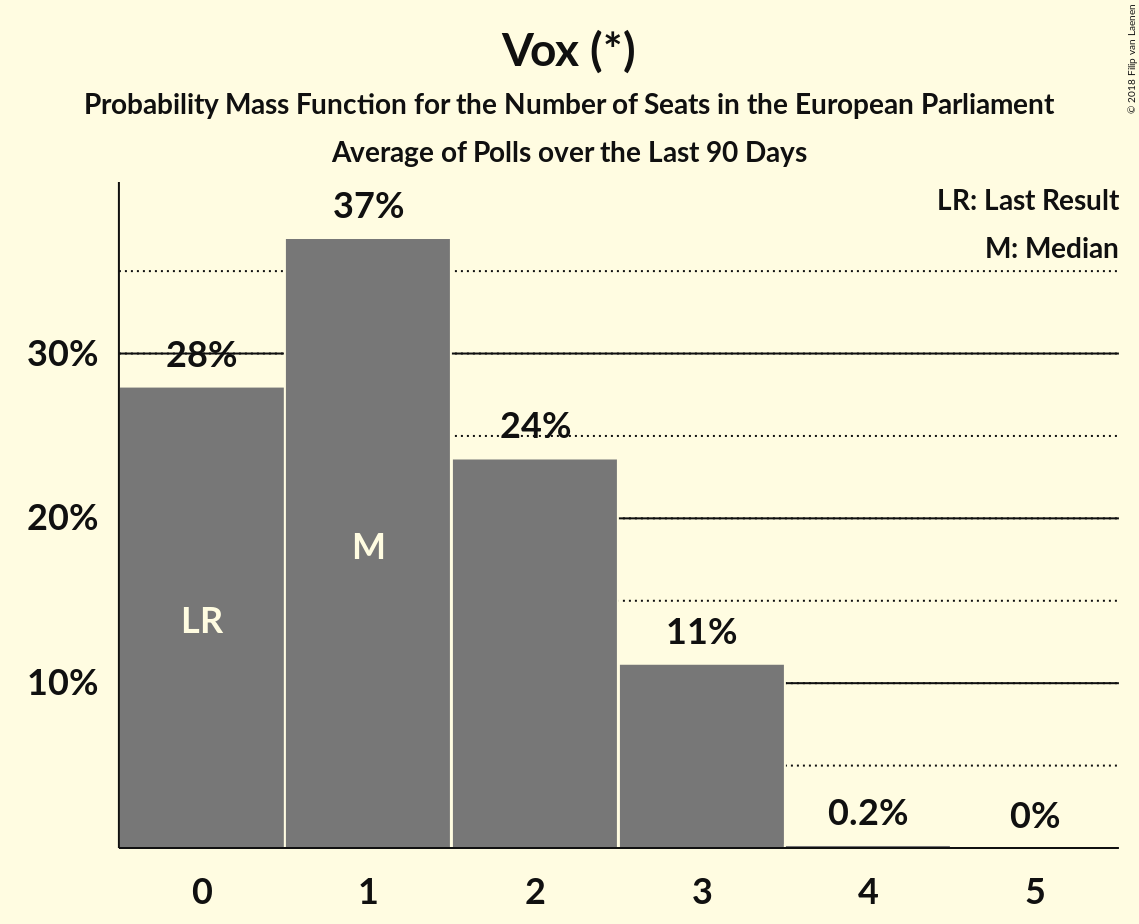 Vox (*)
Probability Mass Function for the Number of Seats in the European Parliament
Average of Polls over the Last 90 Days
© 2018 Filip van Laenen
LR: Last Result
M: Median
37%
30%
28%
24%
20%
M
LR
11%
10%
0.2%
0%
0 1 2 3 4 5